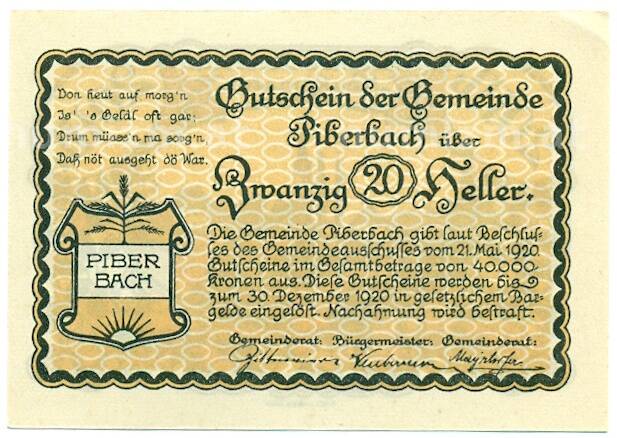 Von heut auf morg'n
Is' 's Geldl oft gar;
Drum müass'n ma sorg'n,
Daß nöt ausgeht dö War.
Gutschein der Gemeinde
Piberbach über
Zwanzig 20 Heller.
Die Gemeinde Piberbach gibt laut Beschlus-
ses des Gemeindeausschusses vom 21. Mai 1920
Gutscheine im Gesamtbetrage von 40.000
Kronen aus. Diese Gutscheine werden bis
zum 30. Dezember 1920 in gesetzlichem Bar-
gelde eingelöst. Nachahmung wird bestraft.
Gemeinderat: Bürgermeister: Gemeinderat:
Mayrhofer
PIBER
BACH